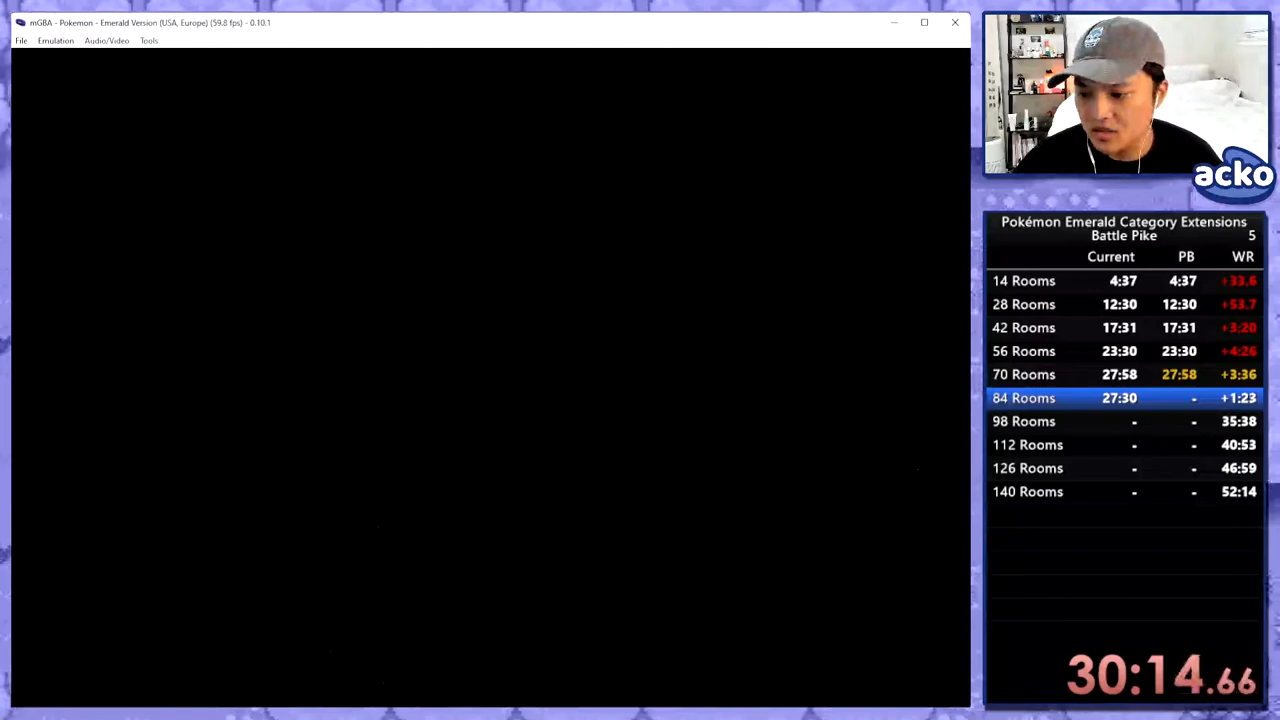 mGBA - Pokemon - Emerald Version (USA, Europe) (59.8 fps) - 0.10.1
File Emulation Audio/Video Tools
acko
Pokémon Emerald Category Extensions
Battle Pike 5
Current PB WR
14 Rooms 4:37 4:37 +33.6
28 Rooms 12:30 12:30 +53.7
42 Rooms 17:31 17:31 +3:20
56 Rooms 23:30 23:30 +4:26
70 Rooms 27:58 27:58 +3:36
84 Rooms 27:30 - +1:23
98 Rooms - - 35:38
112 Rooms - - 40:53
126 Rooms - - 46:59
140 Rooms - - 52:14
30:14.66